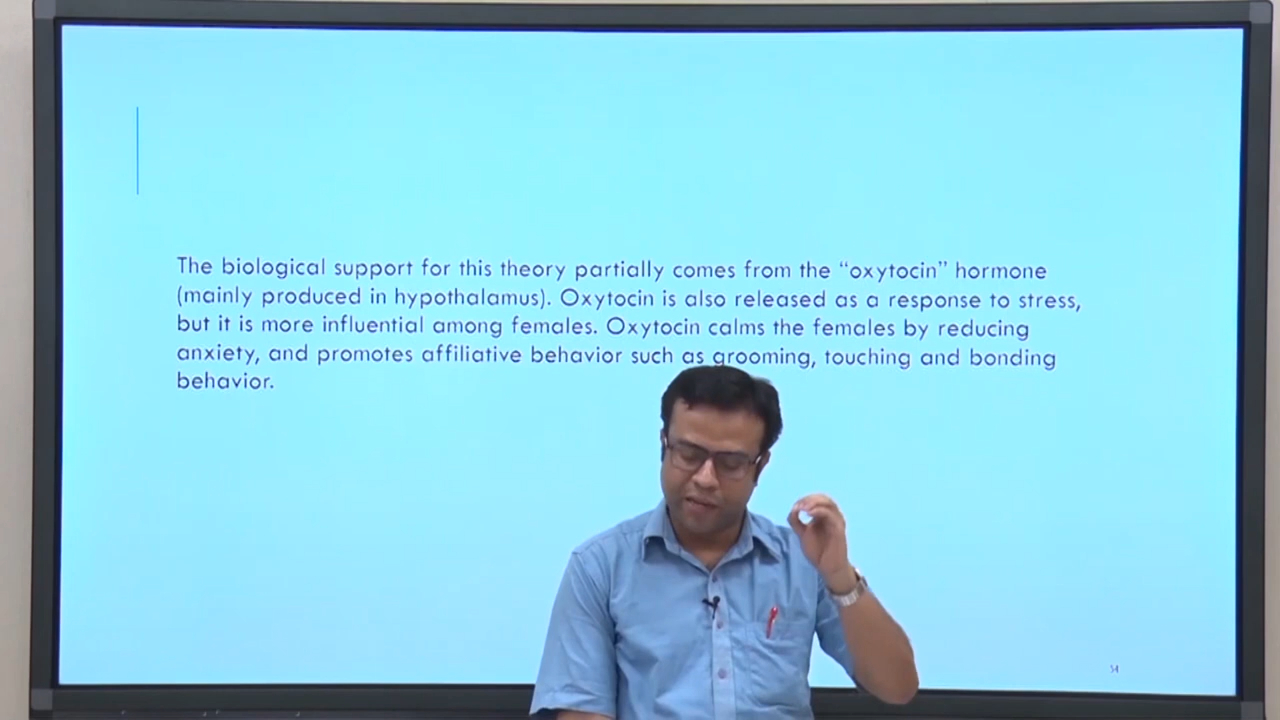 The biological support for this theory partially comes from the “oxytocin” hormone
(mainly produced in hypothalamus). Oxytocin is also released as a response to stress,
but it is more influential among females. Oxytocin calms the females by reducing
anxiety, and promotes affiliative behavior such as grooming, touching and bonding
behavior.
54